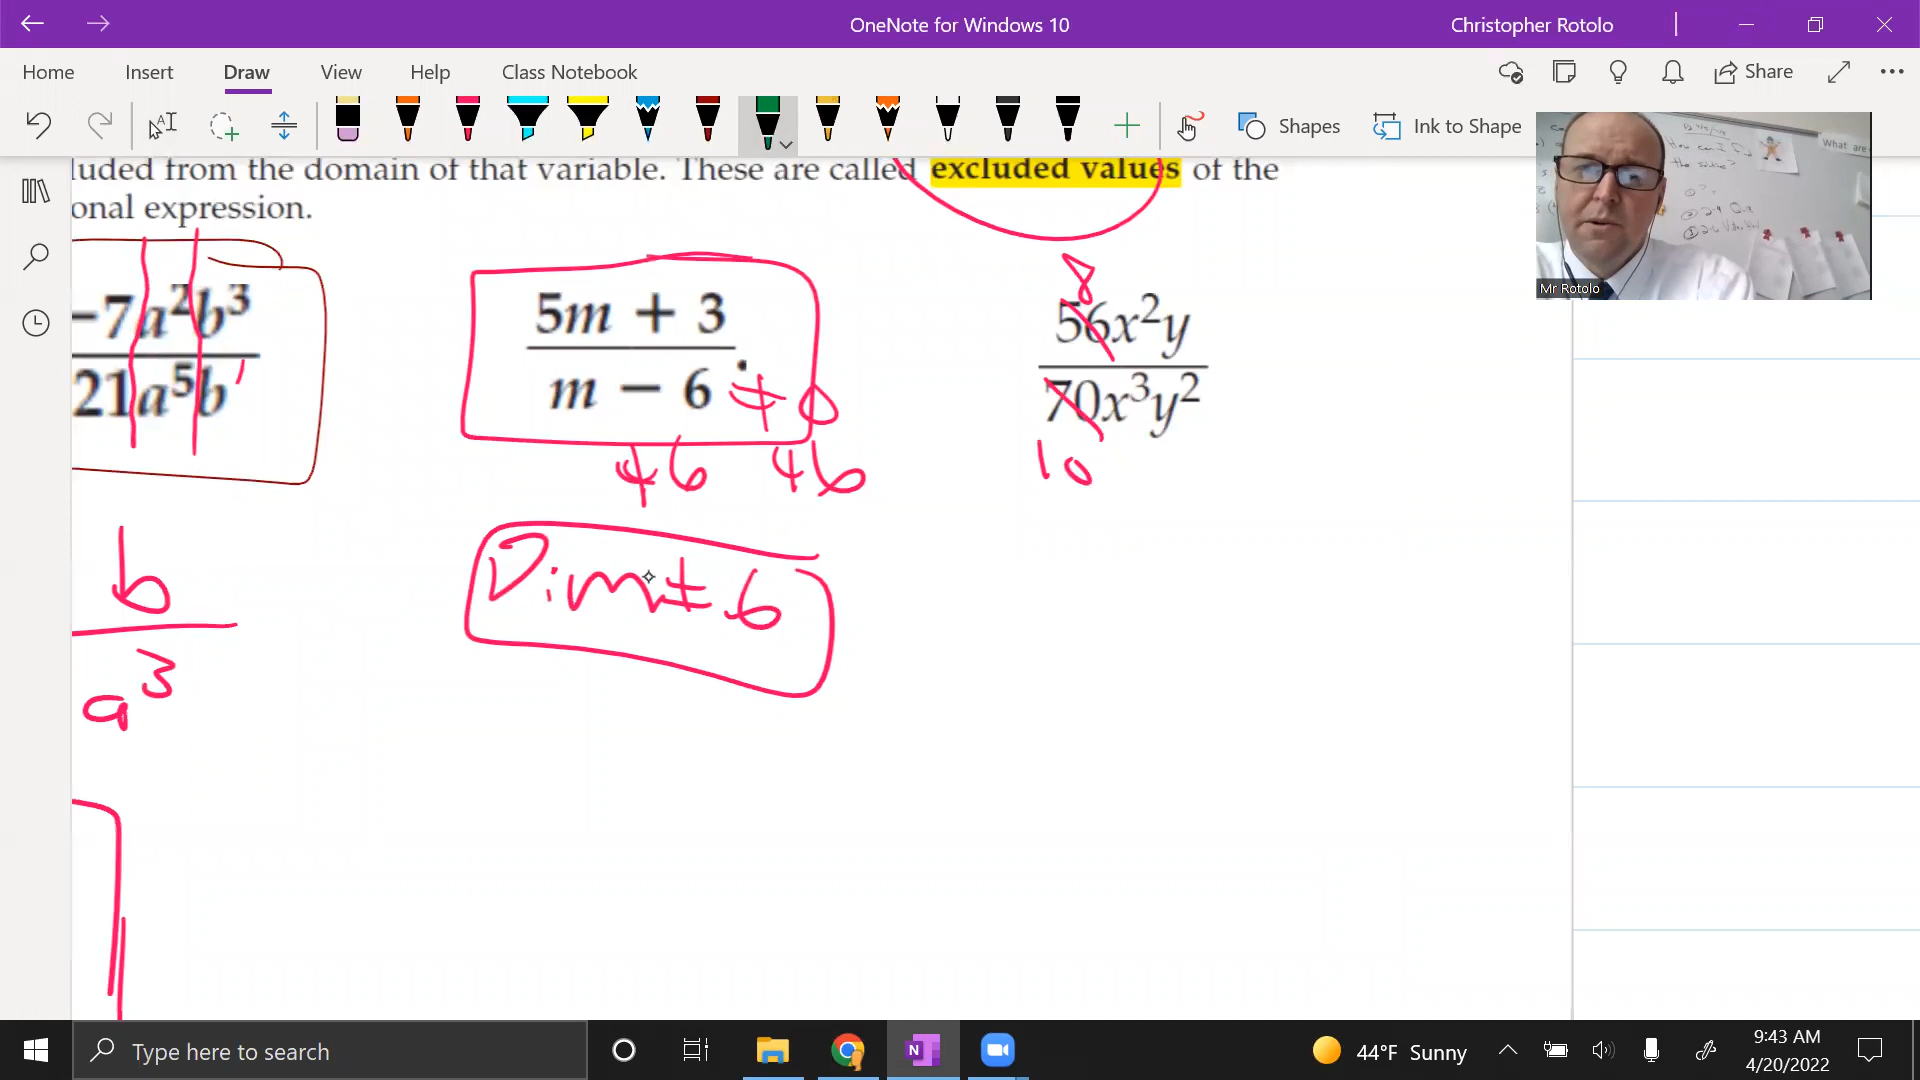 OneNote for Windows 10
Christopher Rotolo
Home Insert Draw View Help Class Notebook
Share
Shapes Ink to Shape
luded from the domain of that variable. These are called excluded values of the
onal expression.
−7a²b³
21a⁵b'
5m + 3
m − 6 . ≠ 0
+6 +6
D: m ≠ 6
8
56x²y
70x³y²
10
b
a³
What are
Mr Rotolo
Type here to search
44°F Sunny
9:43 AM
4/20/2022